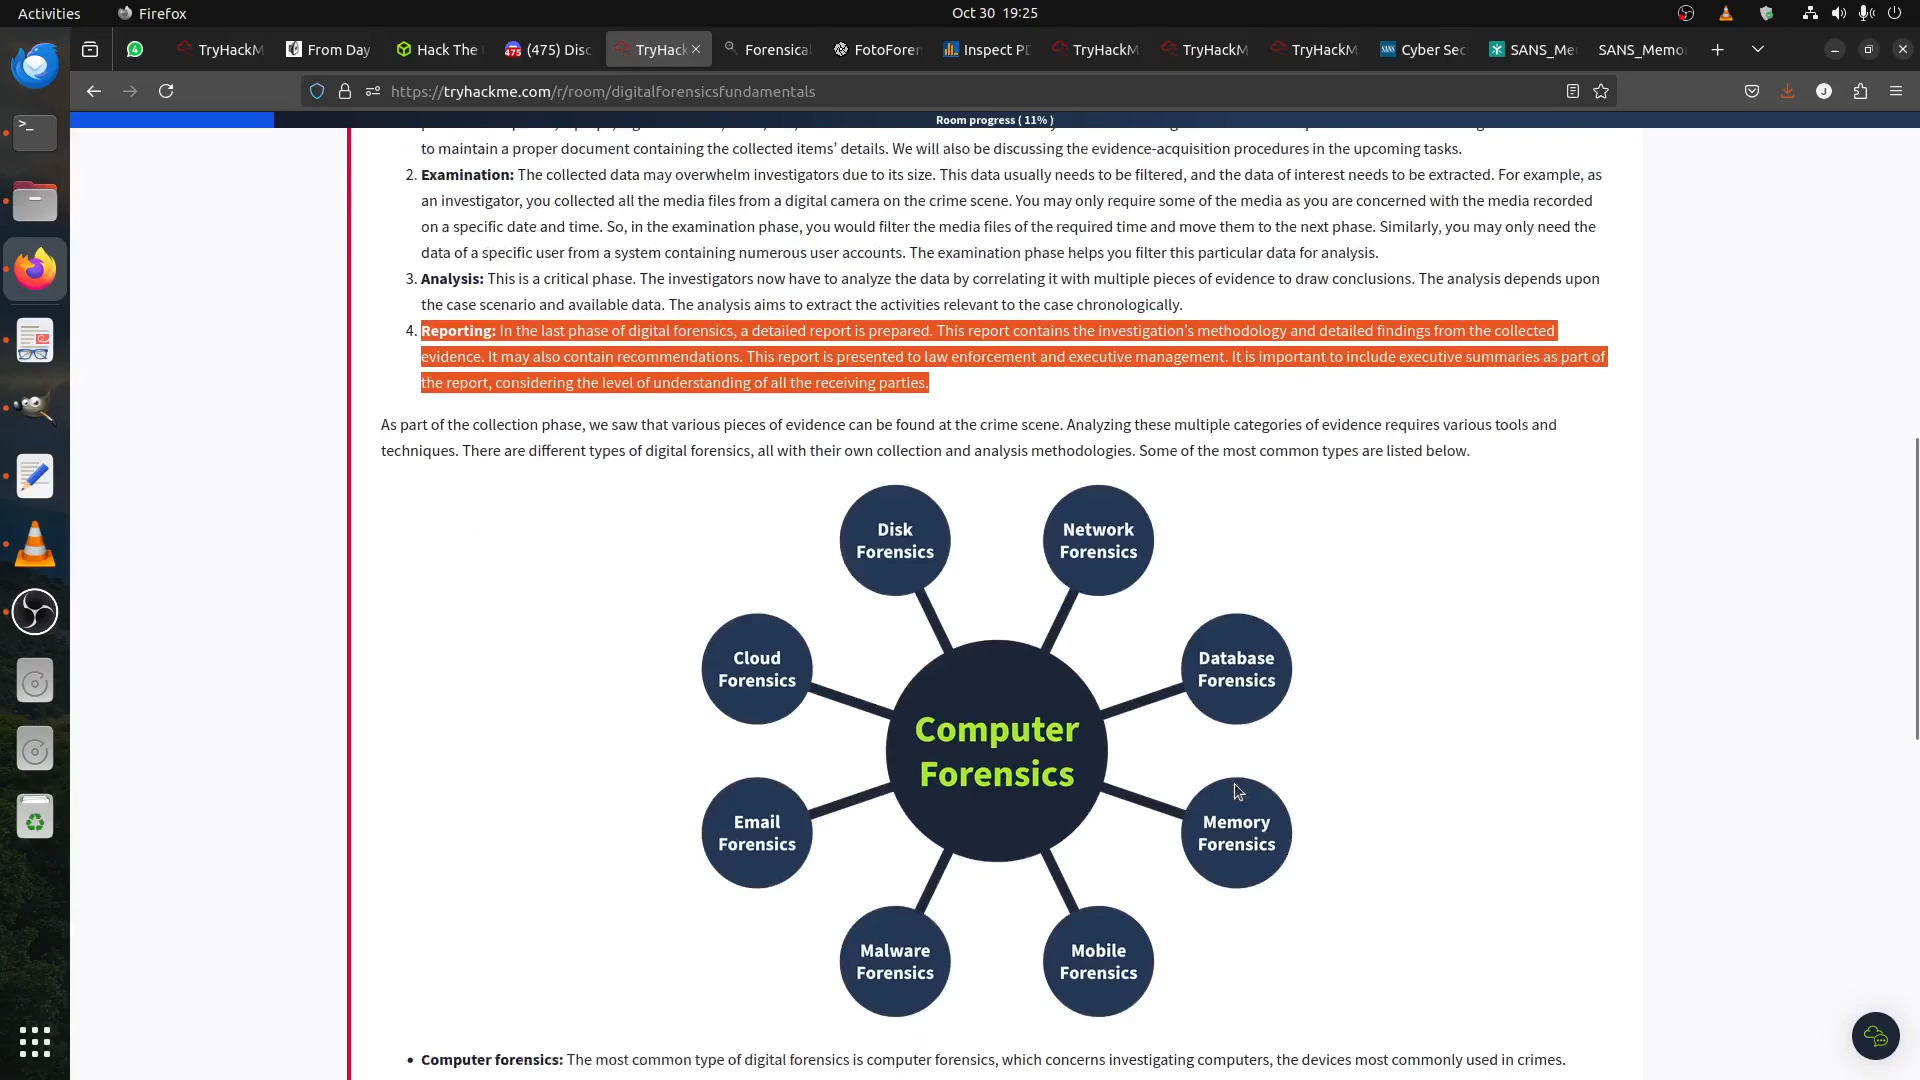 Activities
Firefox
Oct 30 19:25
TryHackM
From Day
Hack The
(475) Disc
TryHack
Forensical
FotoForen
Inspect PD
TryHackM
TryHackM
TryHackM
Cyber Sec
SANS_Me
SANS_Memo
https://tryhackme.com/r/room/digitalforensicsfundamentals
Room progress ( 11% )
to maintain a proper document containing the collected items’ details. We will also be discussing the evidence-acquisition procedures in the upcoming tasks.
2. Examination: The collected data may overwhelm investigators due to its size. This data usually needs to be filtered, and the data of interest needs to be extracted. For example, as
an investigator, you collected all the media files from a digital camera on the crime scene. You may only require some of the media as you are concerned with the media recorded
on a specific date and time. So, in the examination phase, you would filter the media files of the required time and move them to the next phase. Similarly, you may only need the
data of a specific user from a system containing numerous user accounts. The examination phase helps you filter this particular data for analysis.
3. Analysis: This is a critical phase. The investigators now have to analyze the data by correlating it with multiple pieces of evidence to draw conclusions. The analysis depends upon
the case scenario and available data. The analysis aims to extract the activities relevant to the case chronologically.
4. Reporting: In the last phase of digital forensics, a detailed report is prepared. This report contains the investigation’s methodology and detailed findings from the collected
evidence. It may also contain recommendations. This report is presented to law enforcement and executive management. It is important to include executive summaries as part of
the report, considering the level of understanding of all the receiving parties.
As part of the collection phase, we saw that various pieces of evidence can be found at the crime scene. Analyzing these multiple categories of evidence requires various tools and
techniques. There are different types of digital forensics, all with their own collection and analysis methodologies. Some of the most common types are listed below.
Disk
Forensics
Network
Forensics
Cloud
Forensics
Database
Forensics
Computer
Forensics
Email
Forensics
Memory
Forensics
Malware
Forensics
Mobile
Forensics
• Computer forensics: The most common type of digital forensics is computer forensics, which concerns investigating computers, the devices most commonly used in crimes.